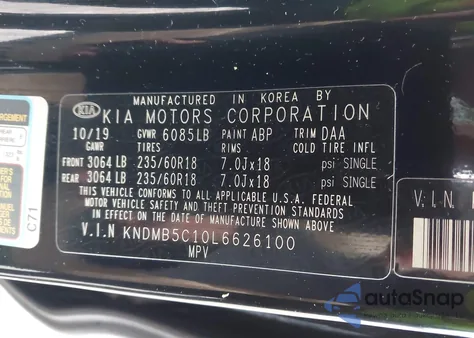 MANUFACTURED IN KOREA BY
KIA KIA MOTORS CORPORATION
10/19 GVWR 6085LB PAINT ABP TRIM DAA
GAWR TIRES RIMS COLD TIRE INFL
FRONT 3064 LB 235/60R18 7.0Jx18 psi SINGLE
REAR 3064 LB 235/60R18 7.0Jx18 psi SINGLE
THIS VEHICLE CONFORMS TO ALL APPLICABLE U.S.A. FEDERAL
MOTOR VEHICLE SAFETY AND THEFT PREVENTION STANDARDS
IN EFFECT ON THE DATE OF MANUFACTURE SHOWN ABOVE.
V.I.N KNDMB5C10L6626100
MPV
C71
V.I.N.
autoSnap